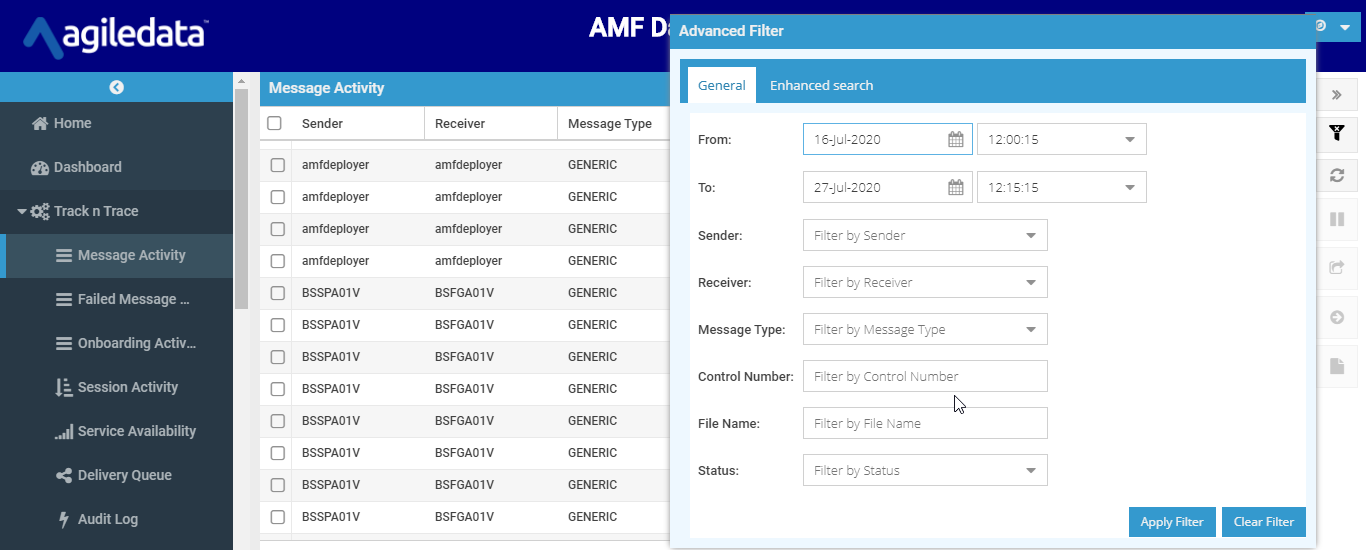 agiledata™
AMF Da
Home
Dashboard
Track n Trace
Message Activity
Failed Message ...
Onboarding Activ...
Session Activity
Service Availability
Delivery Queue
Audit Log
Message Activity
Sender Receiver Message Type
amfdeployer amfdeployer GENERIC
amfdeployer amfdeployer GENERIC
amfdeployer amfdeployer GENERIC
amfdeployer amfdeployer GENERIC
BSSPA01V BSFGA01V GENERIC
BSSPA01V BSFGA01V GENERIC
BSSPA01V BSFGA01V GENERIC
BSSPA01V BSFGA01V GENERIC
BSSPA01V BSFGA01V GENERIC
BSSPA01V BSFGA01V GENERIC
BSSPA01V BSFGA01V GENERIC
BSSPA01V BSFGA01V GENERIC
Advanced Filter
General Enhanced search
From: 16-Jul-2020 12:00:15
To: 27-Jul-2020 12:15:15
Sender: Filter by Sender
Receiver: Filter by Receiver
Message Type: Filter by Message Type
Control Number: Filter by Control Number
File Name: Filter by File Name
Status: Filter by Status
Apply Filter Clear Filter